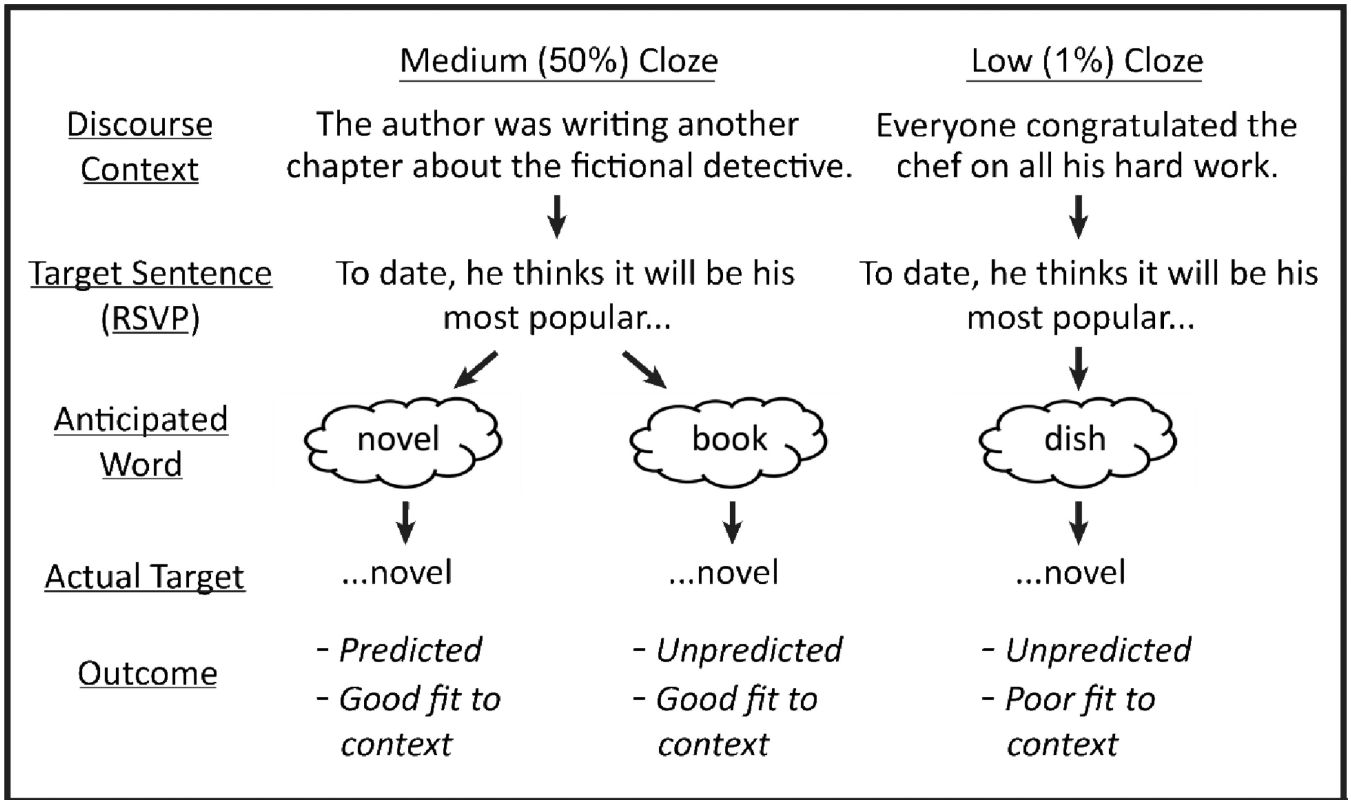 Medium (50%) Cloze
Low (1%) Cloze
Discourse
Context
The author was writing another
chapter about the fictional detective.
Everyone congratulated the
chef on all his hard work.
Target Sentence
(RSVP)
To date, he thinks it will be his
most popular...
To date, he thinks it will be his
most popular...
Anticipated
Word
novel
book
dish
Actual Target
...novel
...novel
...novel
Outcome
- Predicted
- Good fit to
context
- Unpredicted
- Good fit to
context
- Unpredicted
- Poor fit to
context